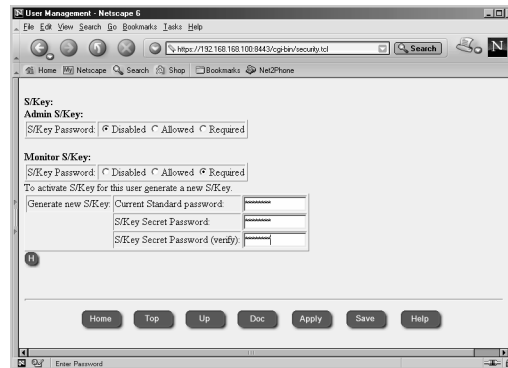 User Management - Netscape 6
File Edit View Search Go Bookmarks Tasks Help
https://192.168.168.100:8443/cgi-bin/security.tcl
Search
N
Home My Netscape Search Shop Bookmarks Net2Phone
S/Key:
Admin S/Key:
S/Key Password: Disabled Allowed Required
Monitor S/Key:
S/Key Password: Disabled Allowed Required
To activate S/Key for this user generate a new S/Key.
Generate new S/Key: Current Standard password: ********
S/Key Secret Password: ********
S/Key Secret Password (verify): ********
H
Home Top Up Doc Apply Save Help
Enter Password